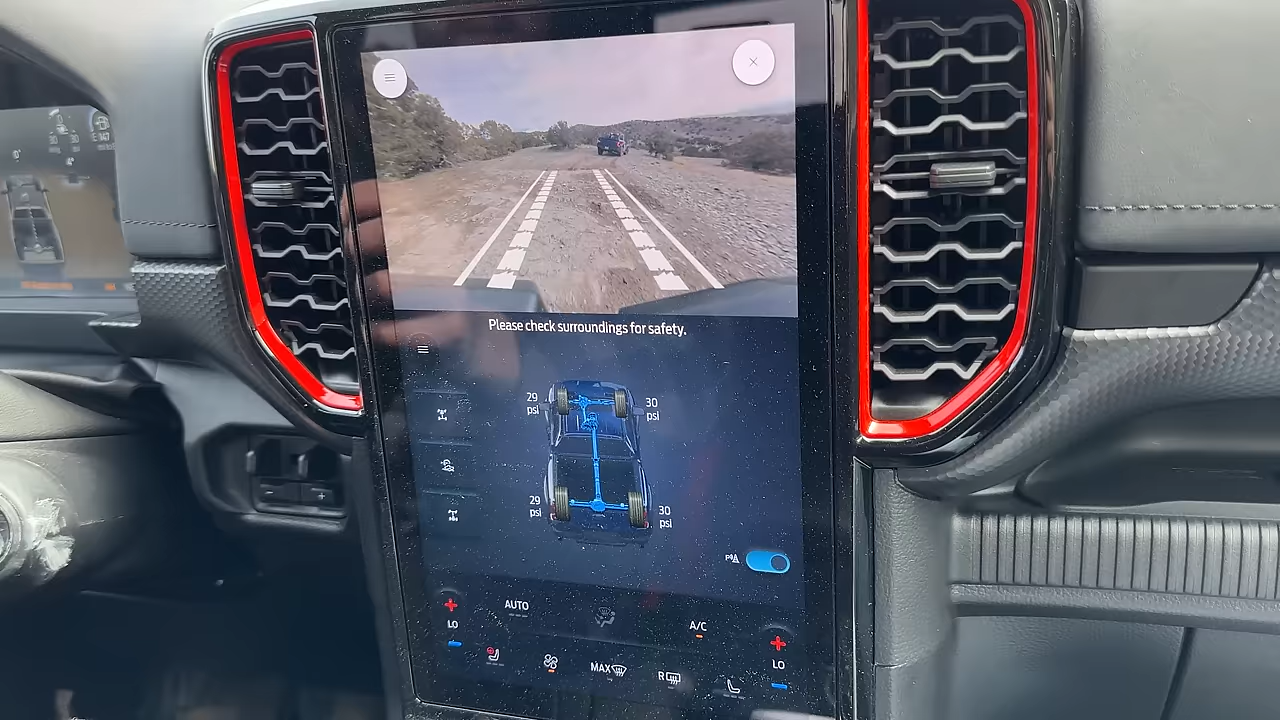 Please check surroundings for safety.
29
psi
30
psi
29
psi
30
psi
AUTO
A/C
LO
LO
MAX
R